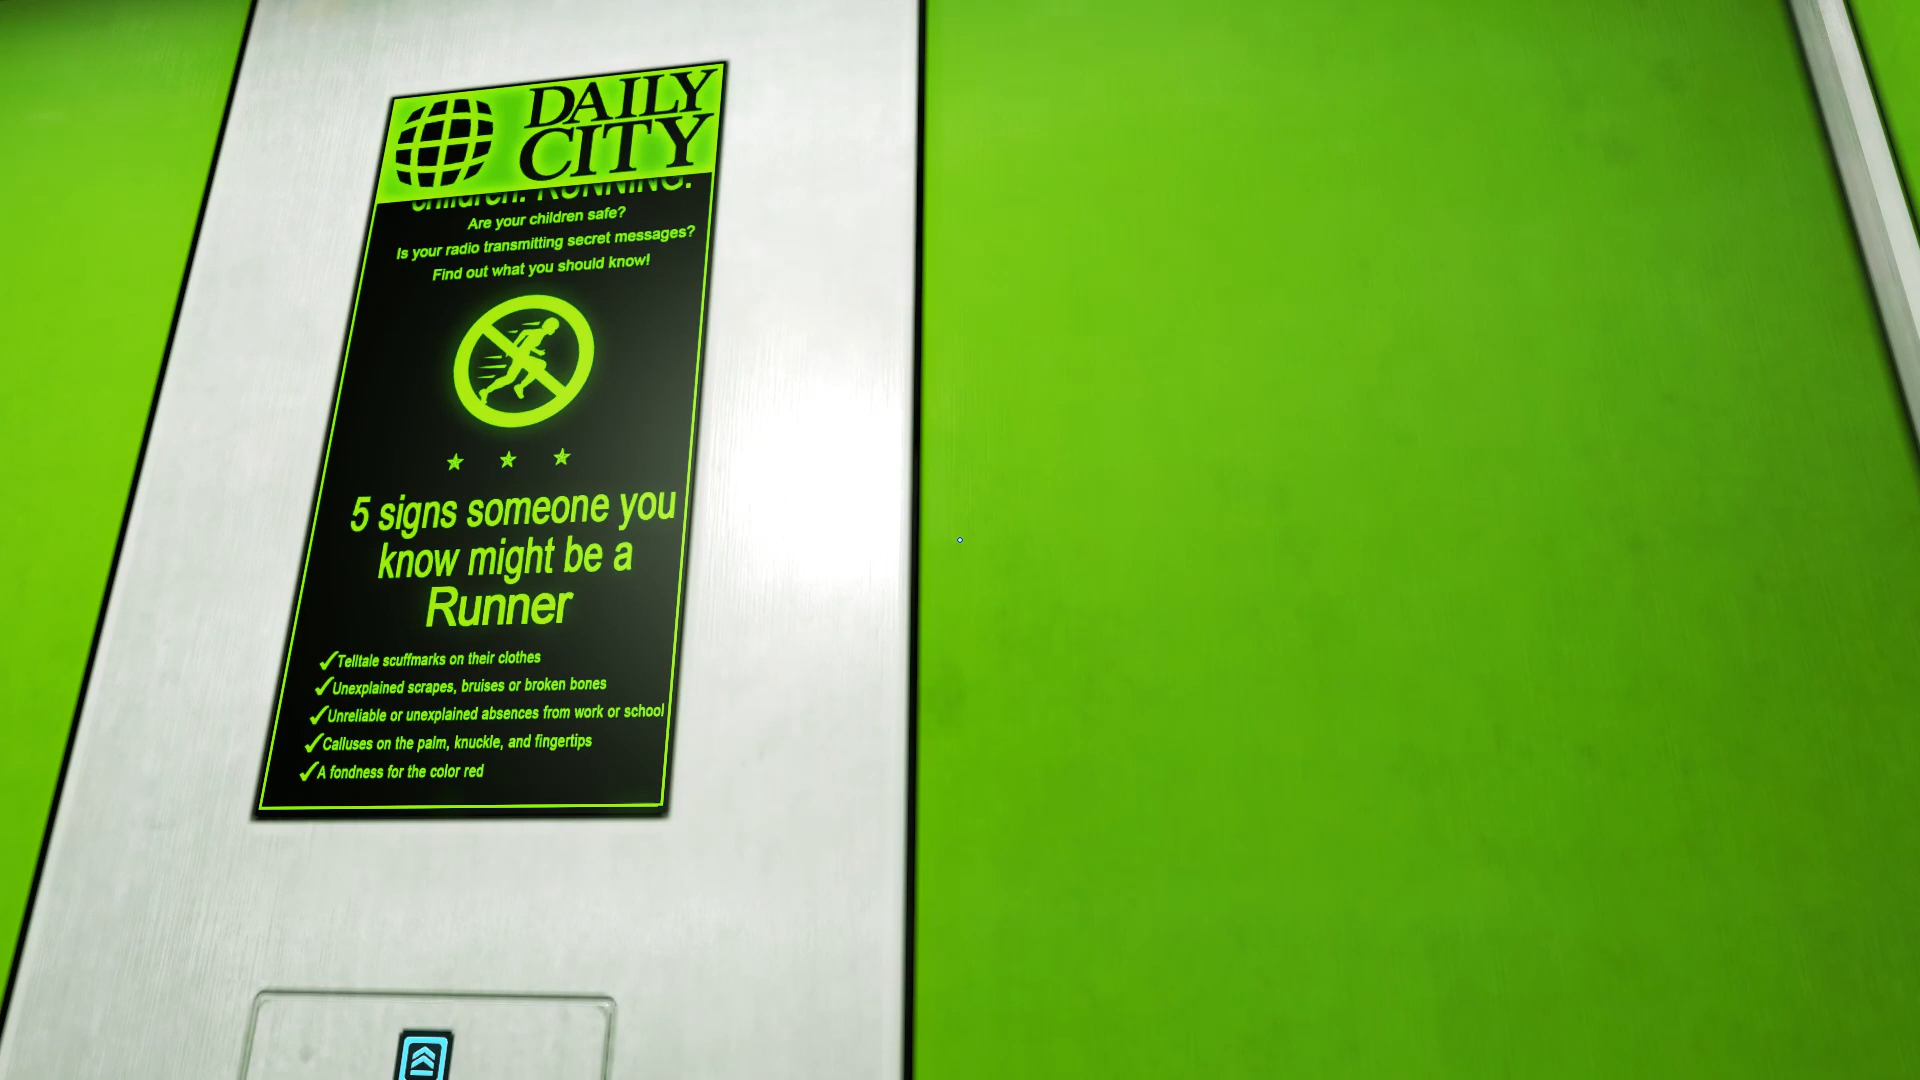 DAILY
CITY
children. RUNNING.
Are your children safe?
Is your radio transmitting secret messages?
Find out what you should know!
5 signs someone you
know might be a
Runner
✓Telltale scuffmarks on their clothes
✓Unexplained scrapes, bruises or broken bones
✓Unreliable or unexplained absences from work or school
✓Calluses on the palm, knuckle, and fingertips
✓A fondness for the color red